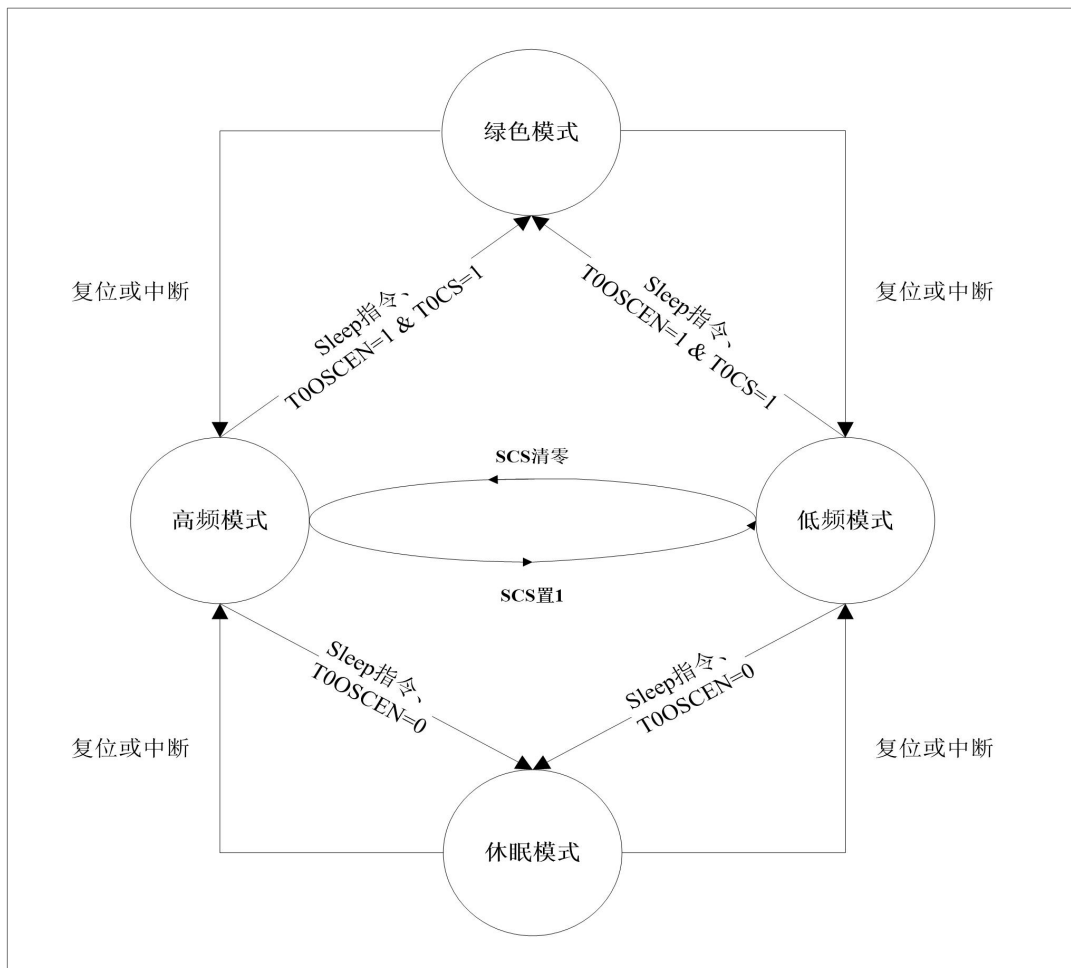 绿色模式
复位或中断
Sleep指令、
T0OSCEN=1 & T0CS=1
Sleep指令、
T0OSCEN=1 & T0CS=1
复位或中断
SCS清零
高频模式
低频模式
SCS置1
Sleep指令、
T0OSCEN=0
Sleep指令、
T0OSCEN=0
复位或中断
复位或中断
休眠模式